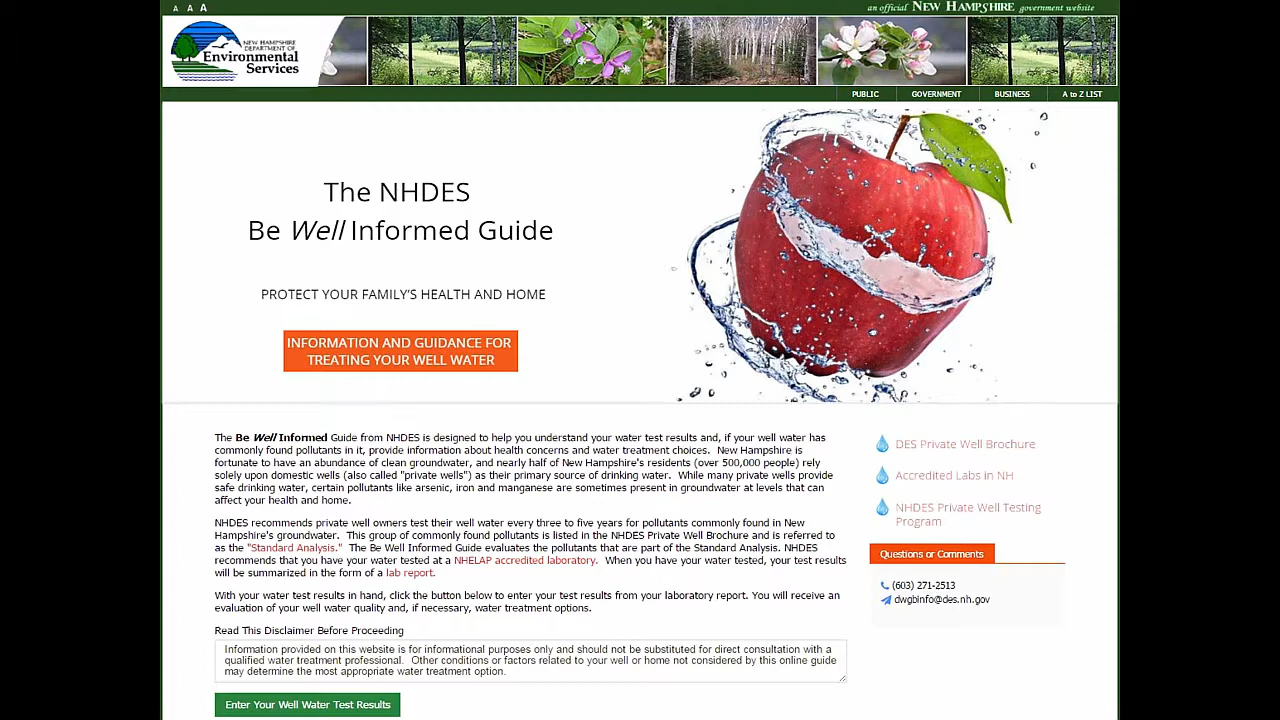 A A A
an official NEW HAMPSHIRE government website
NEW HAMPSHIRE
DEPARTMENT OF
Environmental
Services
PUBLIC GOVERNMENT BUSINESS A to Z LIST
The NHDES
Be Well Informed Guide
PROTECT YOUR FAMILY'S HEALTH AND HOME
INFORMATION AND GUIDANCE FOR
TREATING YOUR WELL WATER
The Be Well Informed Guide from NHDES is designed to help you understand your water test results and, if your well water has
commonly found pollutants in it, provide information about health concerns and water treatment choices. New Hampshire is
fortunate to have an abundance of clean groundwater, and nearly half of New Hampshire's residents (over 500,000 people) rely
solely upon domestic wells (also called "private wells") as their primary source of drinking water. While many private wells provide
safe drinking water, certain pollutants like arsenic, iron and manganese are sometimes present in groundwater at levels that can
affect your health and home.
NHDES recommends private well owners test their well water every three to five years for pollutants commonly found in New
Hampshire's groundwater. This group of commonly found pollutants is listed in the NHDES Private Well Brochure and is referred to
as the "Standard Analysis." The Be Well Informed Guide evaluates the pollutants that are part of the Standard Analysis. NHDES
recommends that you have your water tested at a NHELAP accredited laboratory. When you have your water tested, your test results
will be summarized in the form of a lab report.
With your water test results in hand, click the button below to enter your test results from your laboratory report. You will receive an
evaluation of your well water quality and, if necessary, water treatment options.
Read This Disclaimer Before Proceeding
Information provided on this website is for informational purposes only and should not be substituted for direct consultation with a
qualified water treatment professional. Other conditions or factors related to your well or home not considered by this online guide
may determine the most appropriate water treatment option.
Enter Your Well Water Test Results
DES Private Well Brochure
Accredited Labs in NH
NHDES Private Well Testing
Program
Questions or Comments
(603) 271-2513
dwgbinfo@des.nh.gov